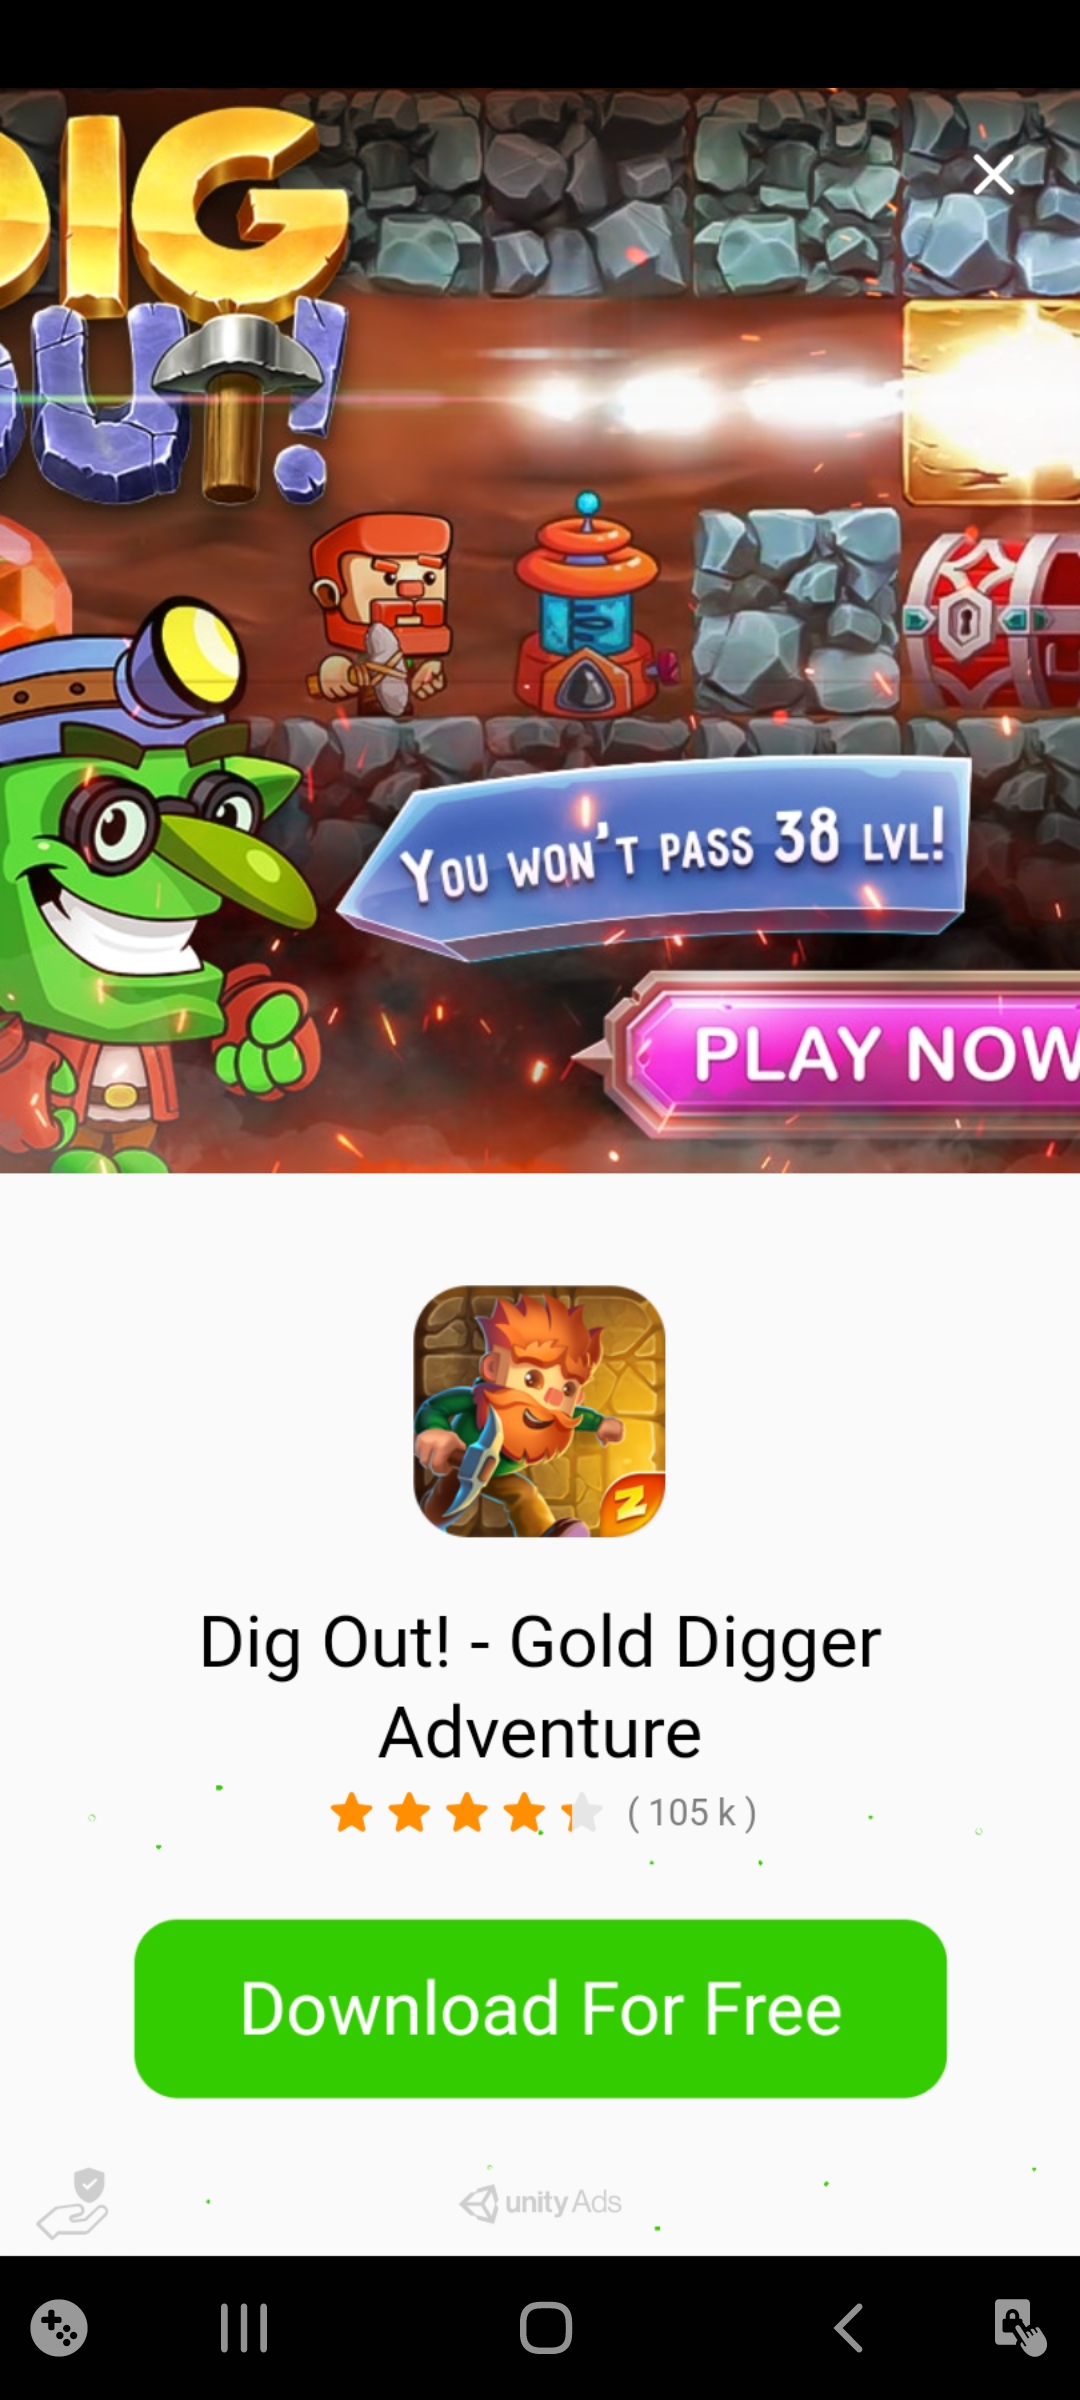 DIG
OUT!
You won't pass 38 lvl!
PLAY NOW
Z
Dig Out! - Gold Digger
Adventure
( 105 k )
Download For Free
unity Ads